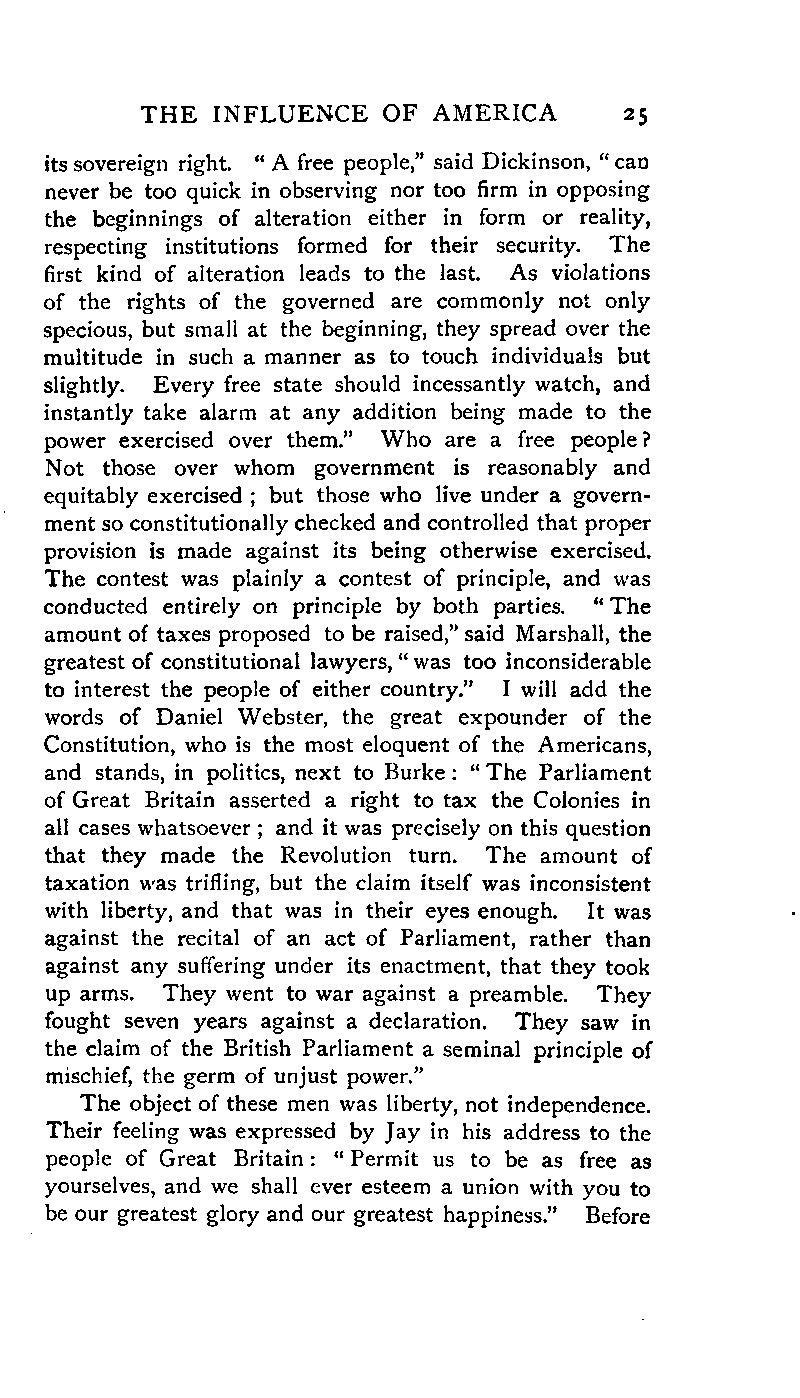 THE INFLUENCE OF AMERICA 25
its sovereign right. “ A free people,” said Dickinson, “ can
never be too quick in observing nor too firm in opposing
the beginnings of alteration either in form or reality,
respecting institutions formed for their security. The
first kind of alteration leads to the last. As violations
of the rights of the governed are commonly not only
specious, but small at the beginning, they spread over the
multitude in such a manner as to touch individuals but
slightly. Every free state should incessantly watch, and
instantly take alarm at any addition being made to the
power exercised over them.” Who are a free people?
Not those over whom government is reasonably and
equitably exercised ; but those who live under a govern-
ment so constitutionally checked and controlled that proper
provision is made against its being otherwise exercised.
The contest was plainly a contest of principle, and was
conducted entirely on principle by both parties. “ The
amount of taxes proposed to be raised,” said Marshall, the
greatest of constitutional lawyers, “ was too inconsiderable
to interest the people of either country.” I will add the
words of Daniel Webster, the great expounder of the
Constitution, who is the most eloquent of the Americans,
and stands, in politics, next to Burke : “ The Parliament
of Great Britain asserted a right to tax the Colonies in
all cases whatsoever ; and it was precisely on this question
that they made the Revolution turn. The amount of
taxation was trifling, but the claim itself was inconsistent
with liberty, and that was in their eyes enough. It was
against the recital of an act of Parliament, rather than
against any suffering under its enactment, that they took
up arms. They went to war against a preamble. They
fought seven years against a declaration. They saw in
the claim of the British Parliament a seminal principle of
mischief, the germ of unjust power.”
The object of these men was liberty, not independence.
Their feeling was expressed by Jay in his address to the
people of Great Britain : “ Permit us to be as free as
yourselves, and we shall ever esteem a union with you to
be our greatest glory and our greatest happiness.” Before